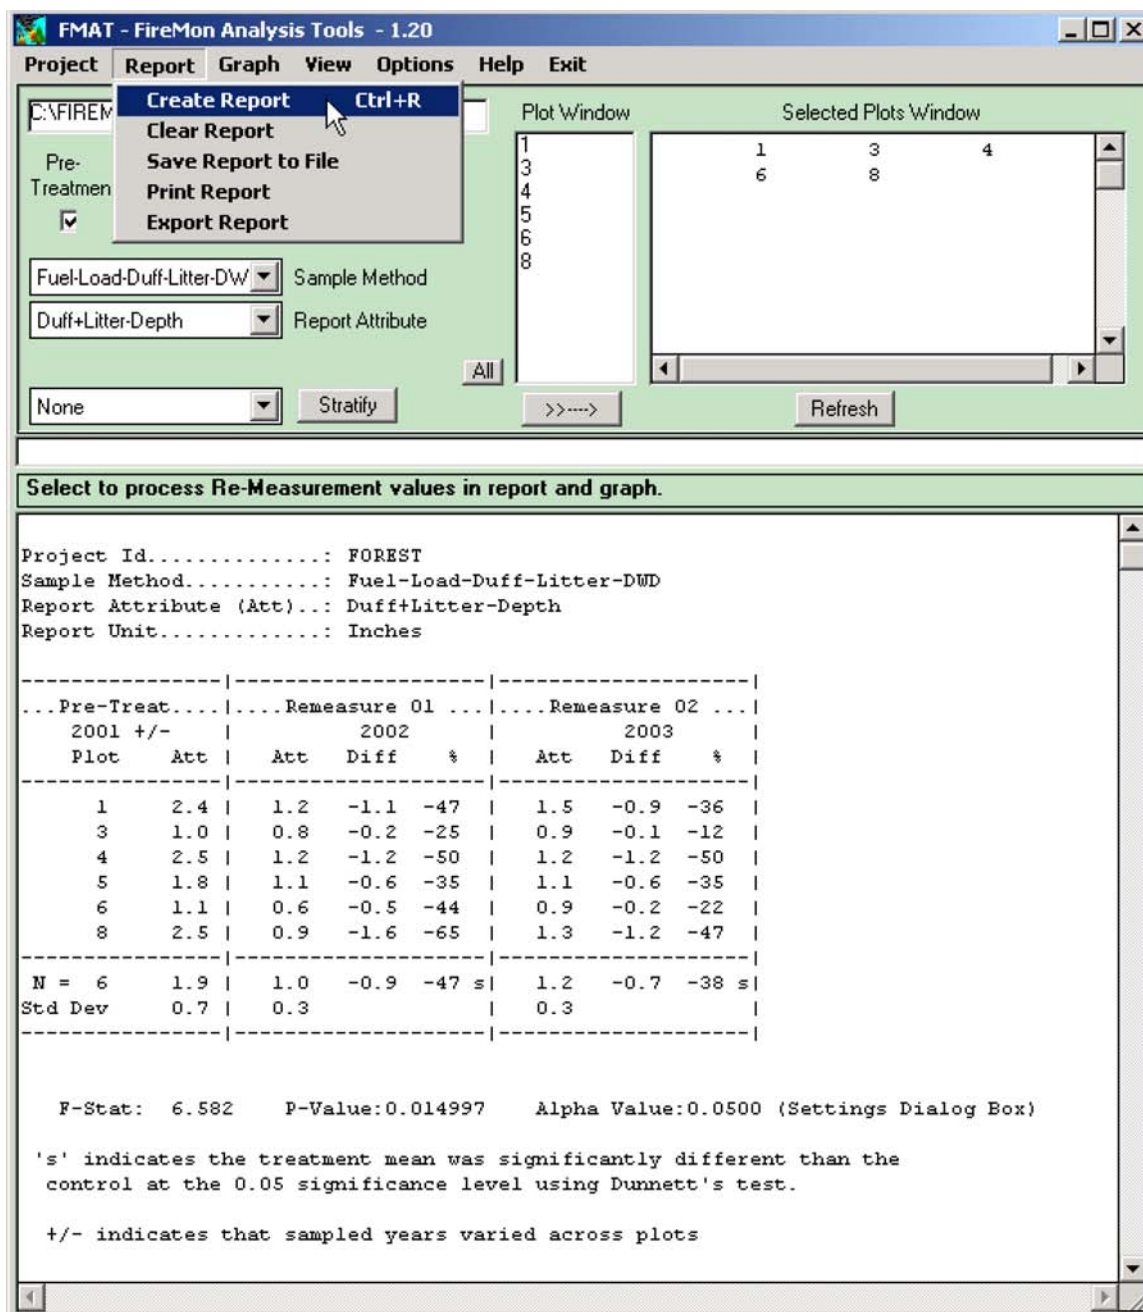 FMAT - FireMon Analysis Tools - 1.20
Project Report Graph View Options Help Exit
Create Report Ctrl+R
Clear Report
Save Report to File
Print Report
Export Report
C:\FIREM
Pre-
Treatmen
Plot Window
Selected Plots Window
1
3
4
5
6
8
1 3 4
6 8
Fuel-Load-Duff-Litter-DW
Sample Method
Duff+Litter-Depth
Report Attribute
All
None
Stratify
>>---->
Refresh
Select to process Re-Measurement values in report and graph.
Project Id..............: FOREST
Sample Method...........: Fuel-Load-Duff-Litter-DWD
Report Attribute (Att)..: Duff+Litter-Depth
Report Unit.............: Inches
----------------|--------------------|--------------------|
...Pre-Treat....|....Remeasure 01 ...|....Remeasure 02 ...|
2001 +/- | 2002 | 2003 |
Plot Att | Att Diff % | Att Diff % |
----------------|--------------------|--------------------|
1 2.4 | 1.2 -1.1 -47 | 1.5 -0.9 -36 |
3 1.0 | 0.8 -0.2 -25 | 0.9 -0.1 -12 |
4 2.5 | 1.2 -1.2 -50 | 1.2 -1.2 -50 |
5 1.8 | 1.1 -0.6 -35 | 1.1 -0.6 -35 |
6 1.1 | 0.6 -0.5 -44 | 0.9 -0.2 -22 |
8 2.5 | 0.9 -1.6 -65 | 1.3 -1.2 -47 |
----------------|--------------------|--------------------|
N = 6 1.9 | 1.0 -0.9 -47 s| 1.2 -0.7 -38 s|
Std Dev 0.7 | 0.3 | 0.3 |
----------------|--------------------|--------------------|
F-Stat: 6.582 P-Value:0.014997 Alpha Value:0.0500 (Settings Dialog Box)
's' indicates the treatment mean was significantly different than the
control at the 0.05 significance level using Dunnett's test.
+/- indicates that sampled years varied across plots